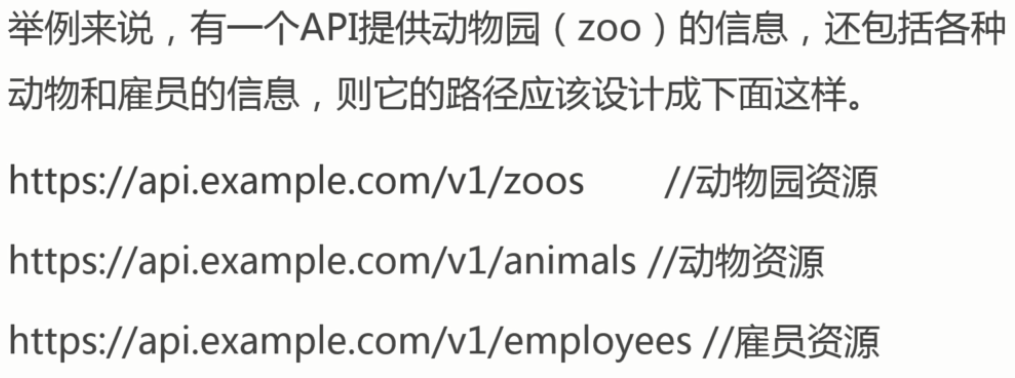 举例来说，有一个API提供动物园（zoo）的信息，还包括各种
动物和雇员的信息，则它的路径应该设计成下面这样。
https://api.example.com/v1/zoos //动物园资源
https://api.example.com/v1/animals //动物资源
https://api.example.com/v1/employees //雇员资源